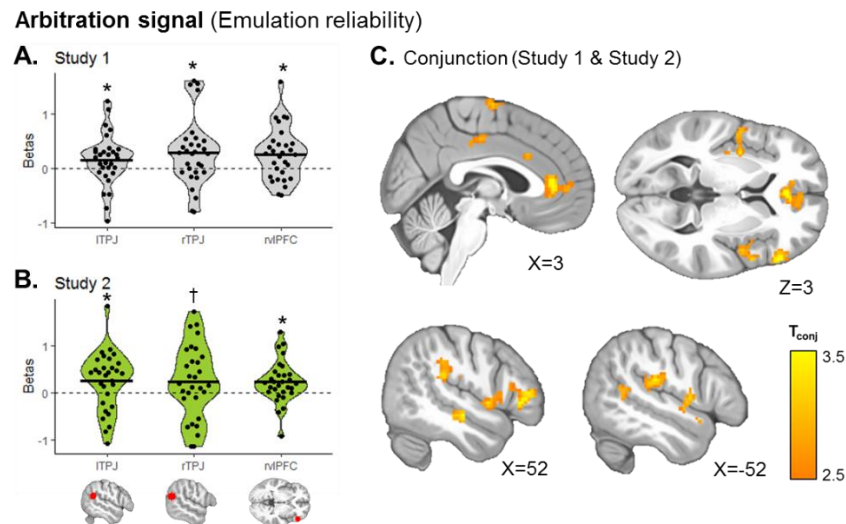 Arbitration signal (Emulation reliability)
A. Study 1
* * *
Betas
1
0
-1
lTPJ rTPJ rvlPFC
B. Study 2
* † *
Betas
1
0
-1
lTPJ rTPJ rvlPFC
C. Conjunction (Study 1 & Study 2)
X=3
Z=3
X=52
X=-52
Tconj
3.5
2.5